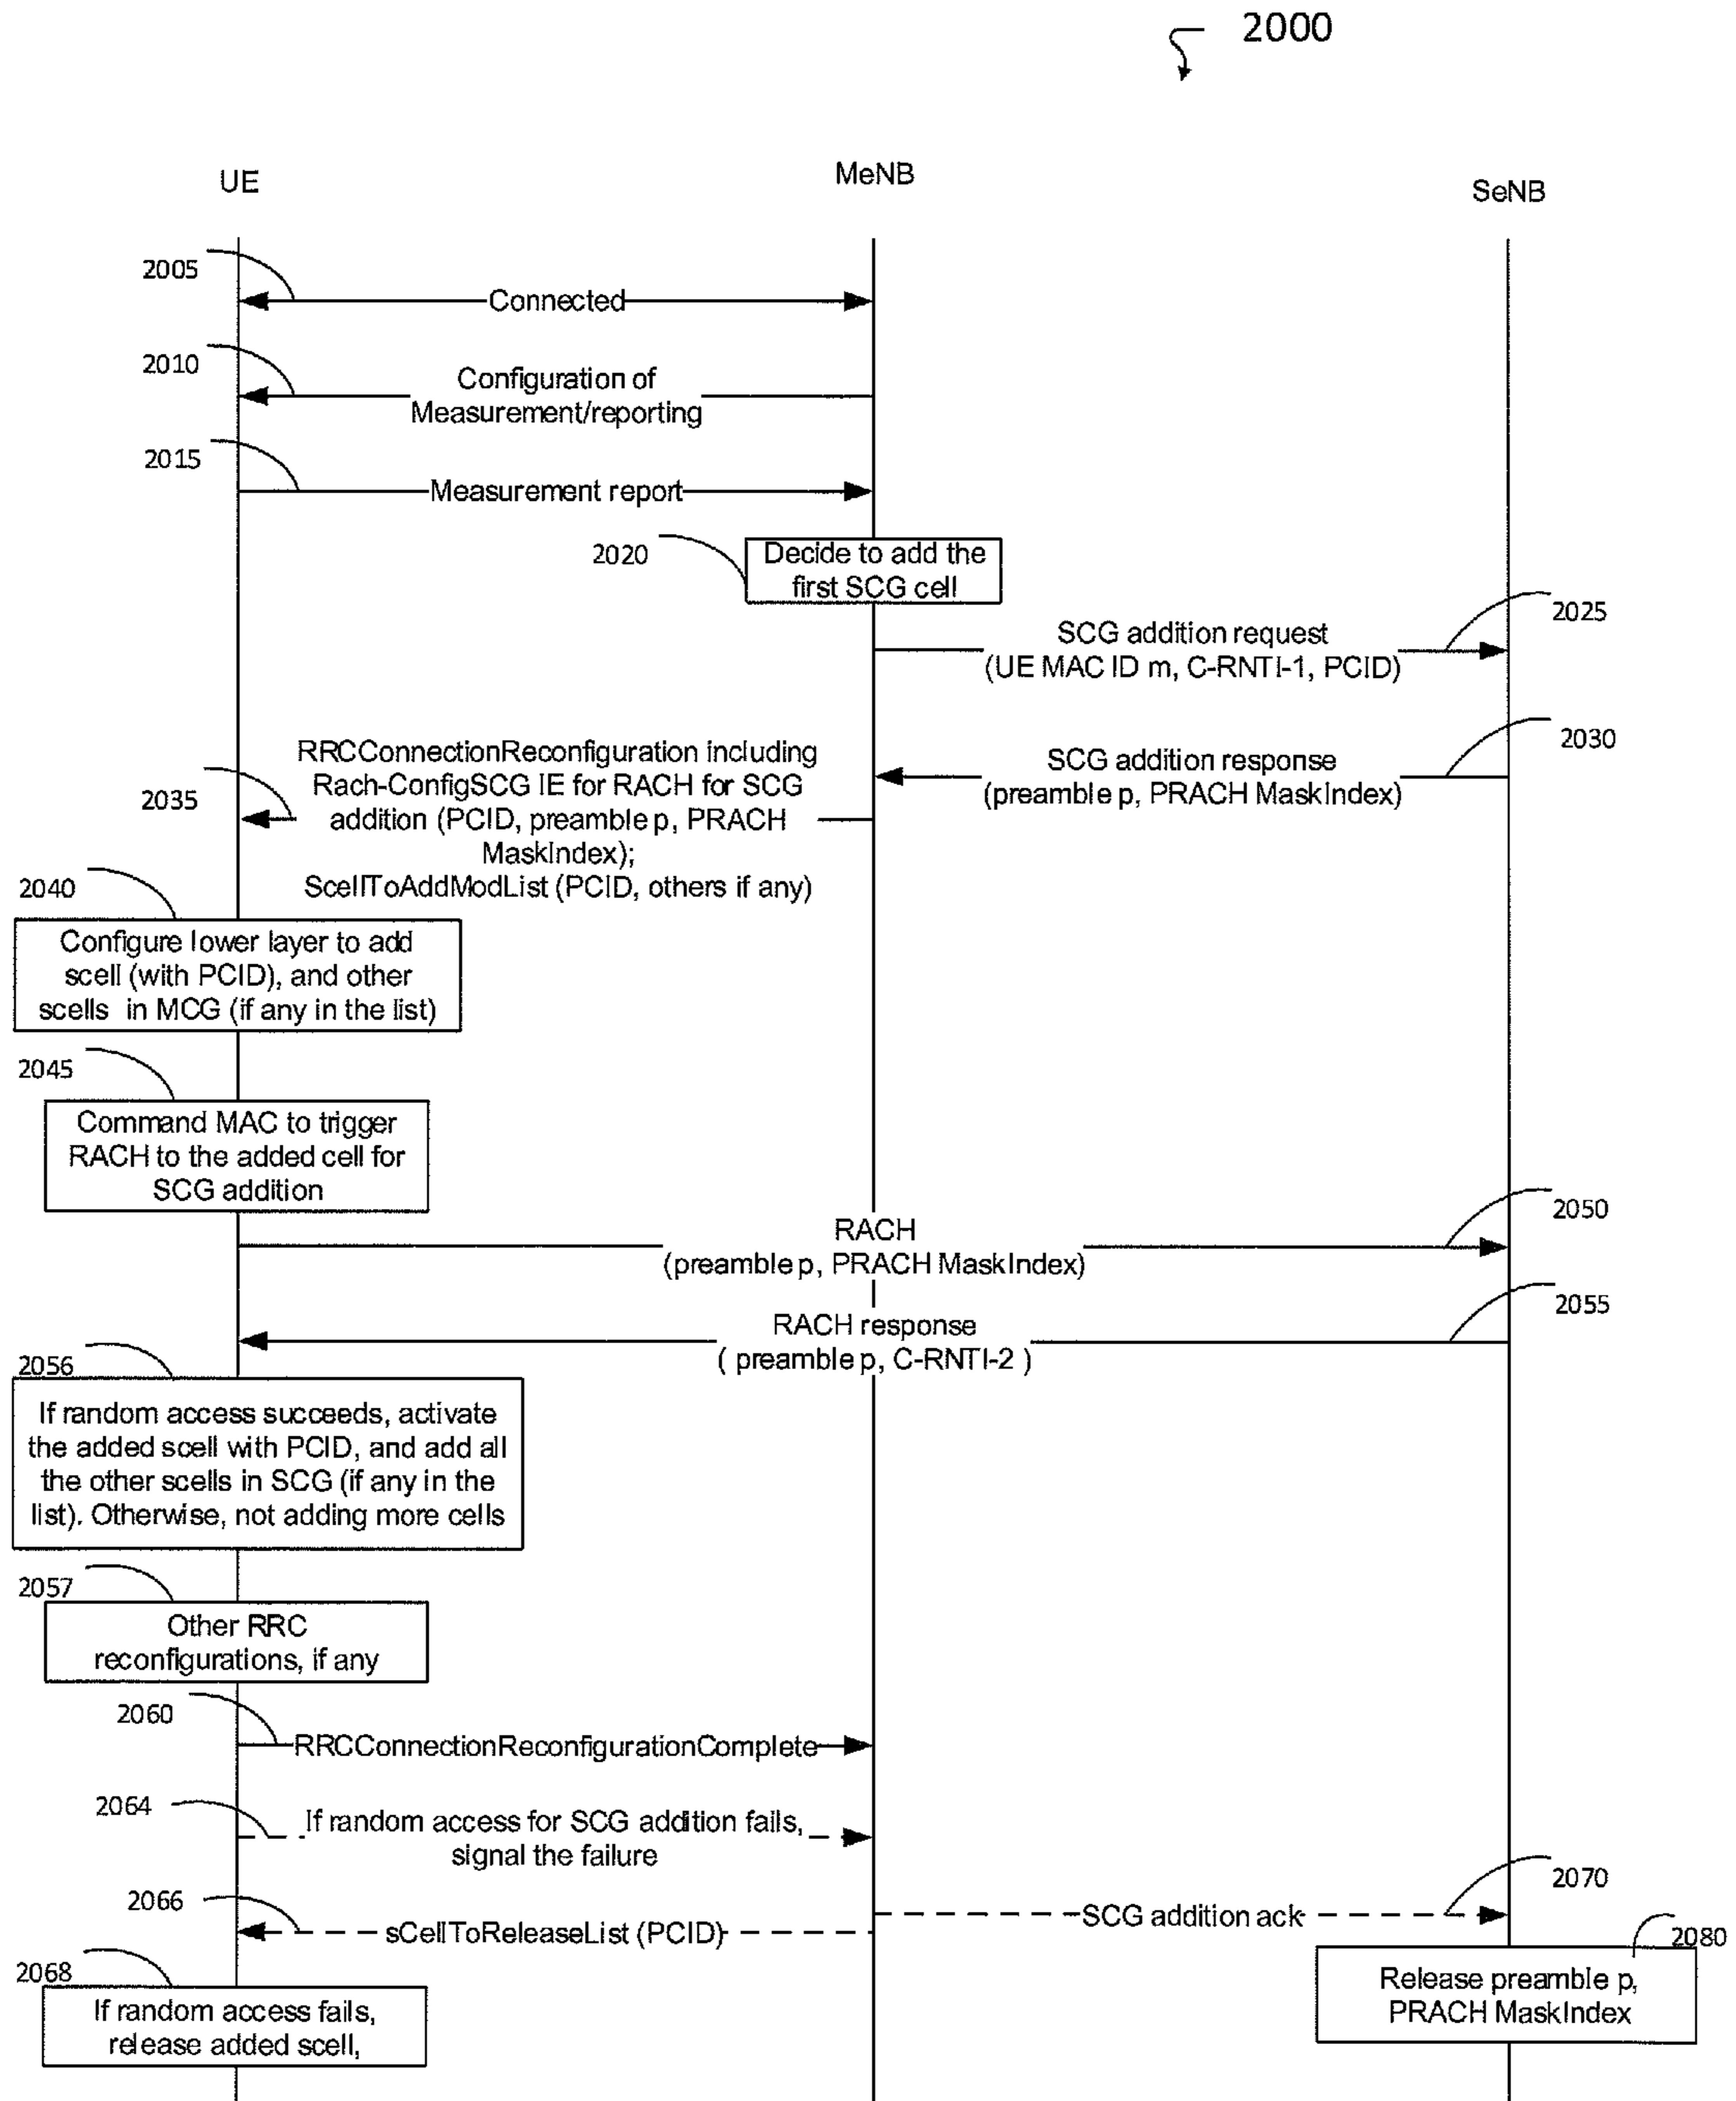 2000
UE
MeNB
SeNB
2005
Connected
2010
Configuration of
Measurement/reporting
2015
Measurement report
2020
Decide to add the
first SCG cell
2025
SCG addition request
(UE MAC ID m, C-RNTI-1, PCID)
2030
SCG addition response
(preamble p, PRACH MaskIndex)
2035
RRCConnectionReconfiguration including
Rach-ConfigSCG IE for RACH for SCG
addition (PCID, preamble p, PRACH
MaskIndex);
ScellToAddModList (PCID, others if any)
2040
Configure lower layer to add
scell (with PCID), and other
scells in MCG (if any in the list)
2045
Command MAC to trigger
RACH to the added cell for
SCG addition
2050
RACH
(preamble p, PRACH MaskIndex)
2055
RACH response
( preamble p, C-RNTI-2 )
2056
If random access succeeds, activate
the added scell with PCID, and add all
the other scells in SCG (if any in the
list). Otherwise, not adding more cells
2057
Other RRC
reconfigurations, if any
2060
RRCConnectionReconfigurationComplete
2064
If random access for SCG addition fails,
signal the failure
2066
sCellToReleaseList (PCID)
2070
SCG addition ack
2068
If random access fails,
release added scell,
2080
Release preamble p,
PRACH MaskIndex